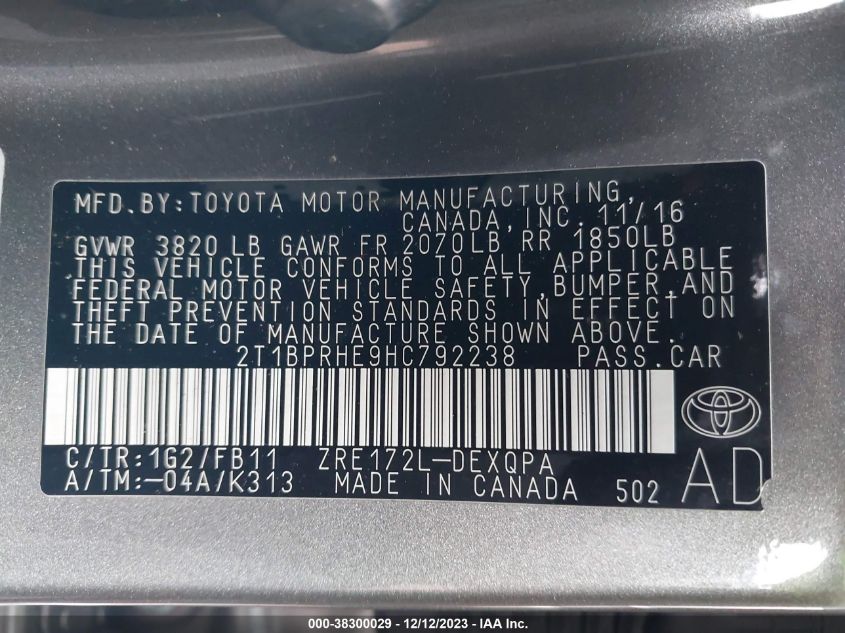 MFD.BY:TOYOTA MOTOR MANUFACTURING,
CANADA,INC. 11/16
GVWR 3820 LB GAWR FR 2070LB, RR 1850LB
THIS VEHICLE CONFORMS TO ALL APPLICABLE
FEDERAL MOTOR VEHICLE SAFETY,BUMPER,AND
THEFT PREVENTION STANDARDS IN EFFECT ON
THE DATE OF MANUFACTURE SHOWN ABOVE.
2T1BPRHE9HC792238 PASS.CAR
C/TR:1G2/FB11 ZRE172L-DEXQPA
A/TM:-04A/K313 MADE IN CANADA 502 AD
000-38300029 - 12/12/2023 - IAA Inc.